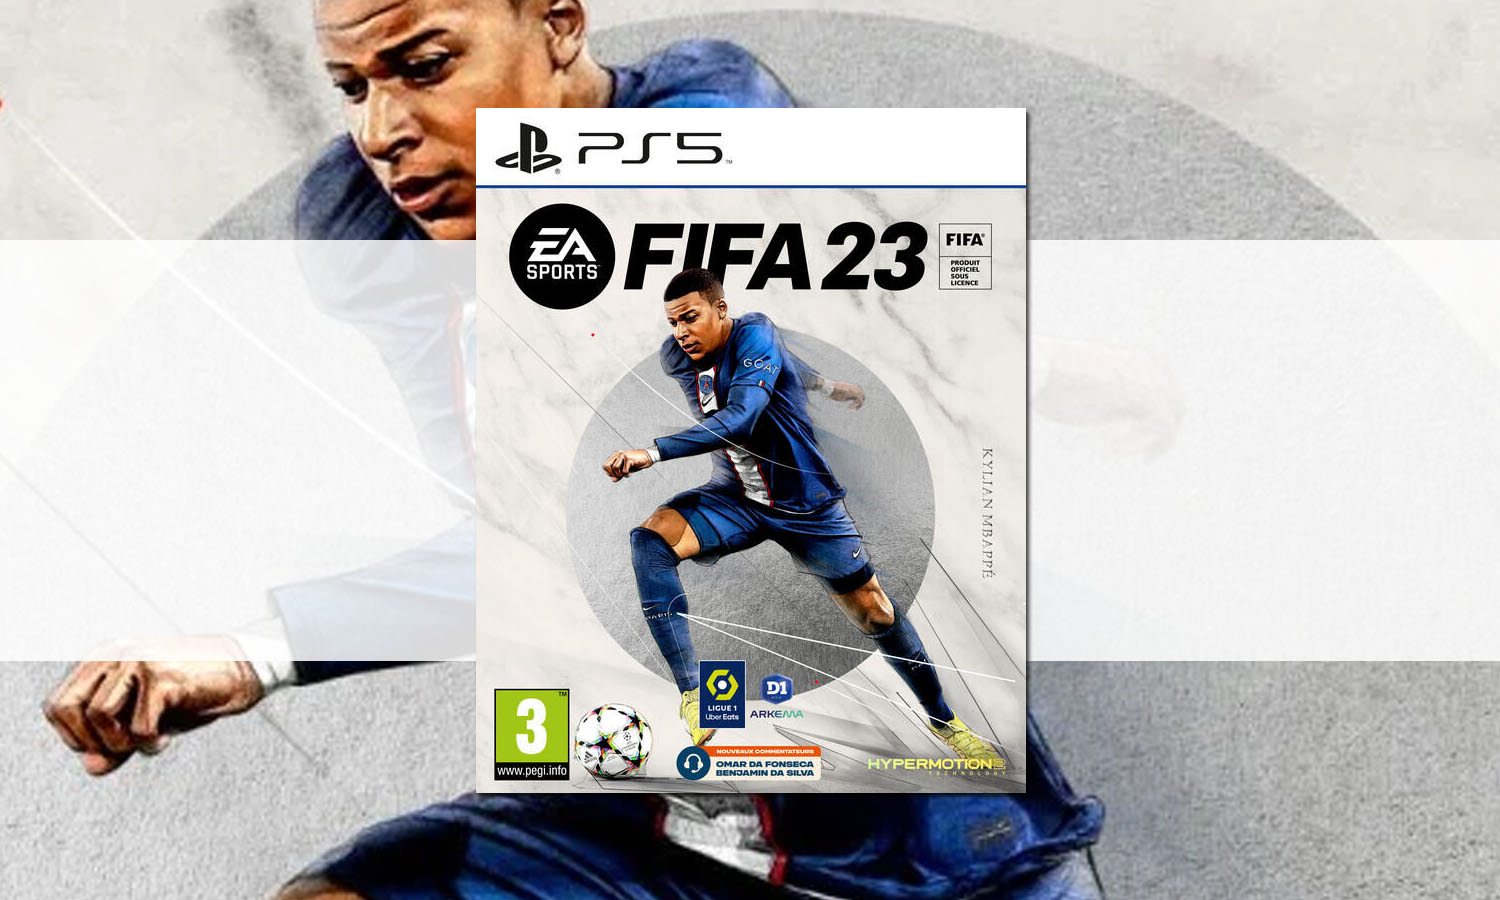 PS5
EA
SPORTS
FIFA 23
FIFA
PRODUIT
OFFICIEL
SOUS
LICENCE
GOAT
KYLIAN MBAPPÉ
PARIS
LIGUE 1
Uber Eats
D1
ARKEMA
3
www.pegi.info
NOUVEAUX COMMENTATEURS
OMAR DA FONSECA
BENJAMIN DA SILVA
HYPERMOTION2
TECHNOLOGY